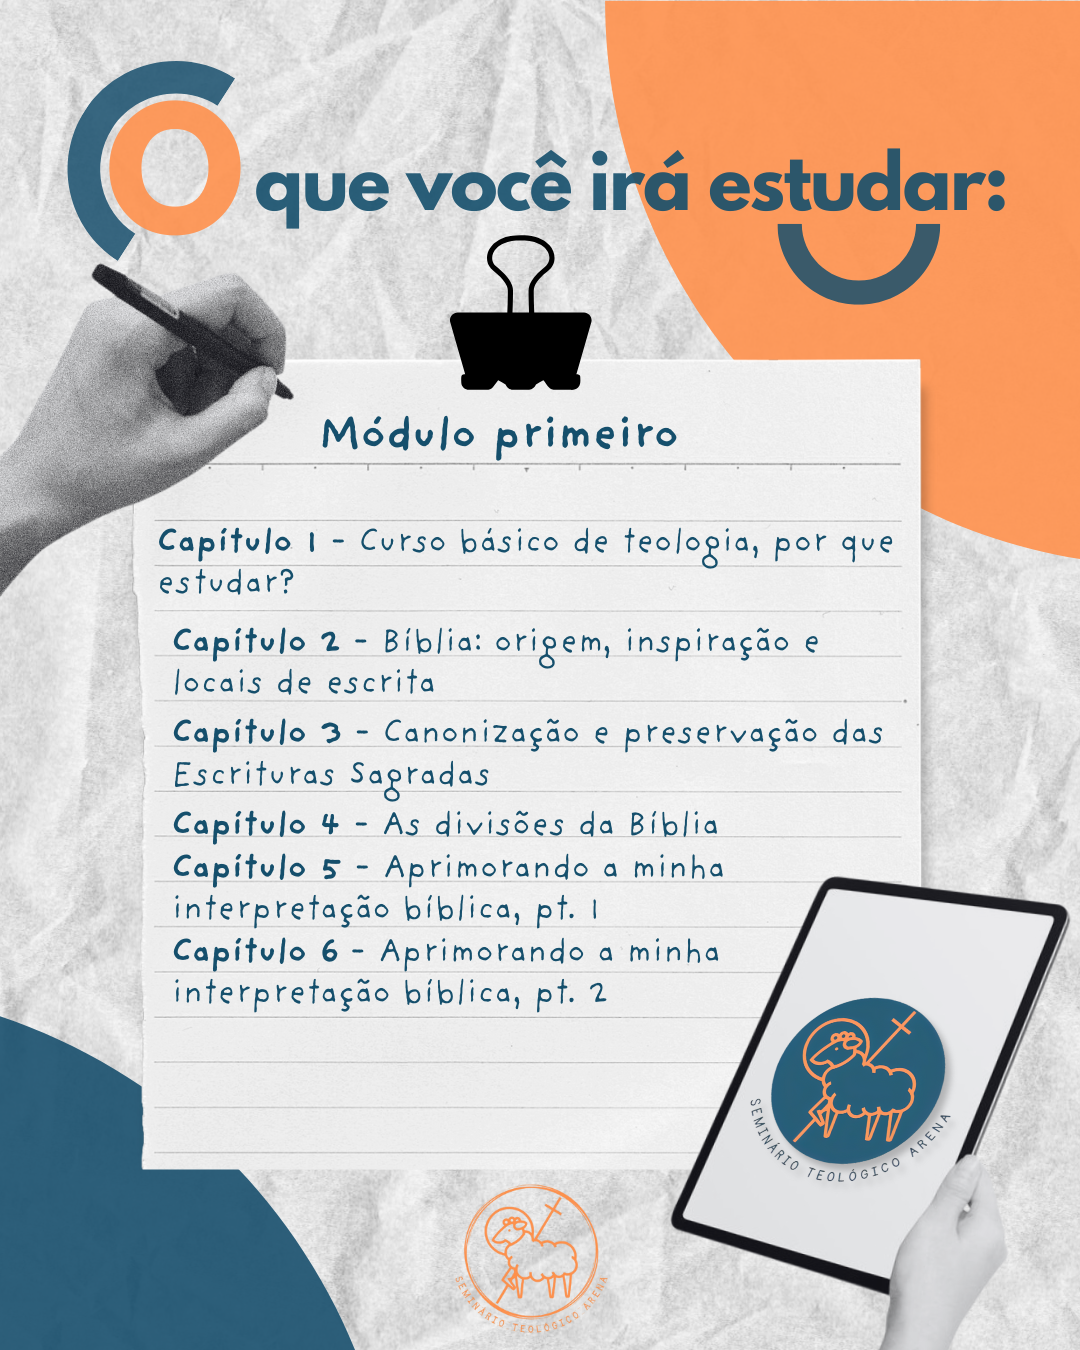 O que você irá estudar:
Módulo primeiro
Capítulo 1 - Curso básico de teologia, por que
estudar?
Capítulo 2 - Bíblia: origem, inspiração e
locais de escrita
Capítulo 3 - Canonização e preservação das
Escrituras Sagradas
Capítulo 4 - As divisões da Bíblia
Capítulo 5 - Aprimorando a minha
interpretação bíblica, pt. 1
Capítulo 6 - Aprimorando a minha
interpretação bíblica, pt. 2
SEMINÁRIO TEOLÓGICO ARENA
SEMINÁRIO TEOLÓGICO ARENA